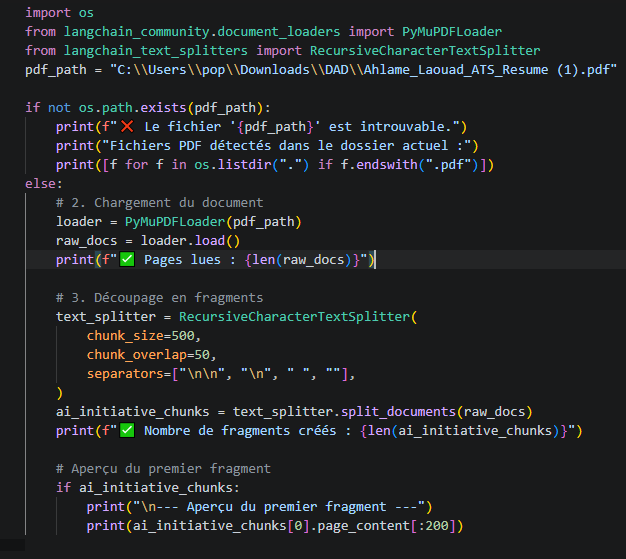 import os
from langchain_community.document_loaders import PyMuPDFLoader
from langchain_text_splitters import RecursiveCharacterTextSplitter
pdf_path = "C:\\Users\\pop\\Downloads\\DAD\\Ahlame_Laouad_ATS_Resume (1).pdf"

if not os.path.exists(pdf_path):
    print(f"❌ Le fichier '{pdf_path}' est introuvable.")
    print("Fichiers PDF détectés dans le dossier actuel :")
    print([f for f in os.listdir(".") if f.endswith(".pdf")])
else:
    # 2. Chargement du document
    loader = PyMuPDFLoader(pdf_path)
    raw_docs = loader.load()
    print(f"✅ Pages lues : {len(raw_docs)}")

    # 3. Découpage en fragments
    text_splitter = RecursiveCharacterTextSplitter(
        chunk_size=500,
        chunk_overlap=50,
        separators=["\n\n", "\n", " ", ""],
    )
    ai_initiative_chunks = text_splitter.split_documents(raw_docs)
    print(f"✅ Nombre de fragments créés : {len(ai_initiative_chunks)}")

    # Aperçu du premier fragment
    if ai_initiative_chunks:
        print("\n--- Aperçu du premier fragment ---")
        print(ai_initiative_chunks[0].page_content[:200])